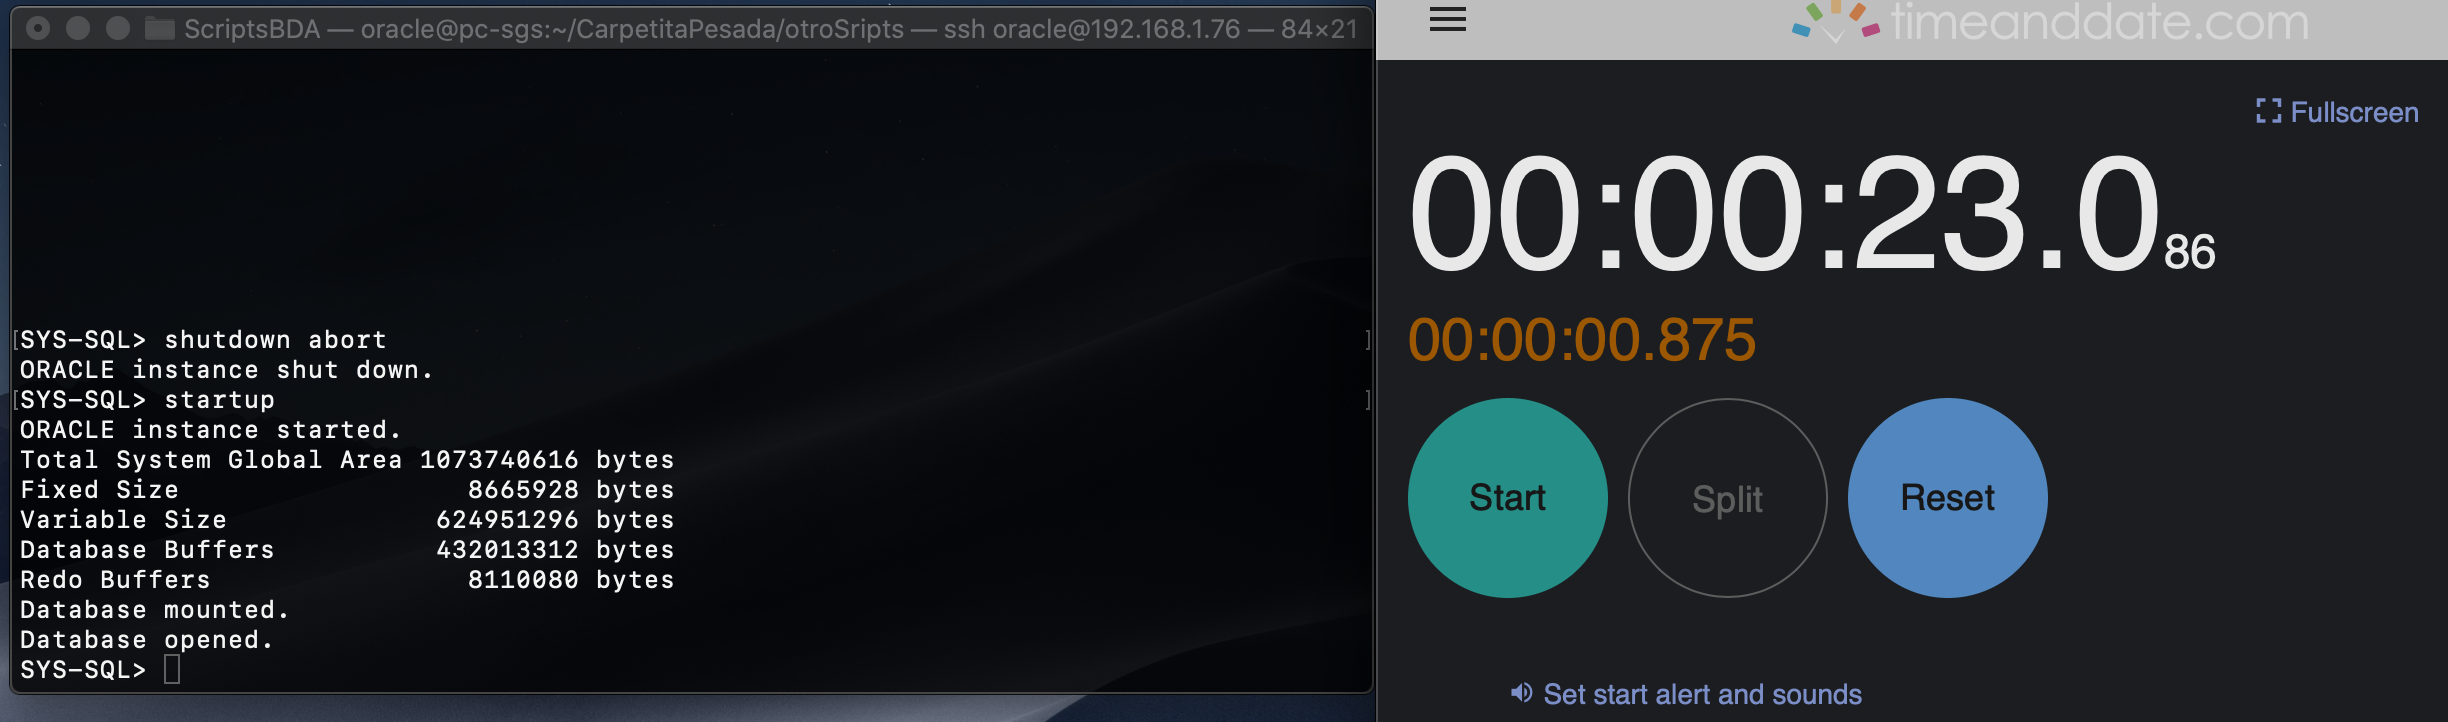 ScriptsBDA — oracle@pc-sgs:~/CarpetitaPesada/otroSripts — ssh oracle@192.168.1.76 — 84×21
[SYS-SQL> shutdown abort ]
ORACLE instance shut down.
[SYS-SQL> startup ]
ORACLE instance started.
Total System Global Area 1073740616 bytes
Fixed Size 8665928 bytes
Variable Size 624951296 bytes
Database Buffers 432013312 bytes
Redo Buffers 8110080 bytes
Database mounted.
Database opened.
SYS-SQL>
timeanddate.com
Fullscreen
00:00:23.086
00:00:00.875
Start
Split
Reset
Set start alert and sounds